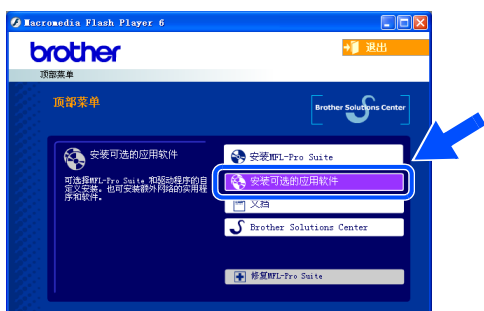 Macromedia Flash Player 6
brother
退出
顶部菜单
顶部菜单
Brother Solutions Center
安装可选的应用软件
可选择MFL-Pro Suite 和驱动程序的自
定义安装。也可安装额外网络的实用程
序和软件。
安装MFL-Pro Suite
安装可选的应用软件
文档
Brother Solutions Center
修复MFL-Pro Suite